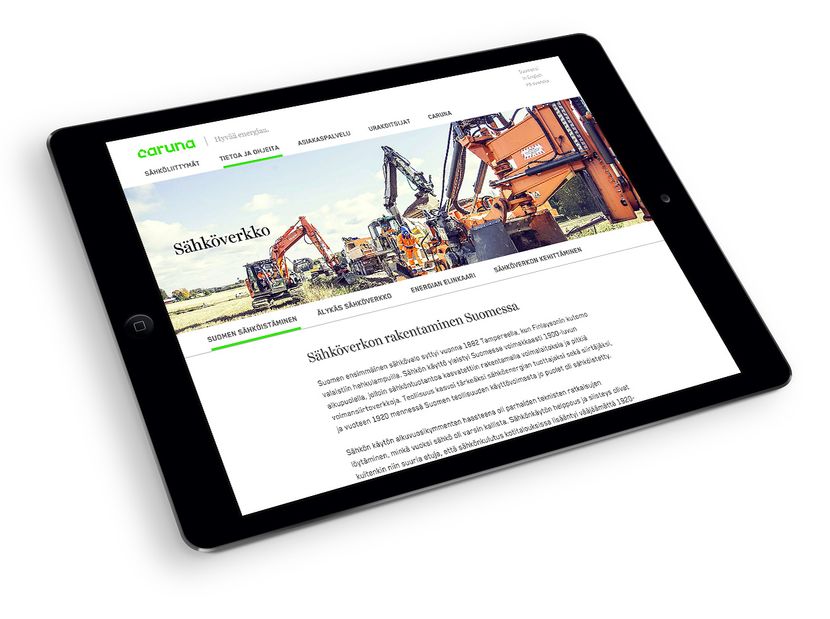 Suomeksi
In English
På svenska
caruna
Hyvää energiaa.
SÄHKÖLIITTYMÄT
TIETOA JA OHJEITA
ASIAKASPALVELU
URAKOITSIJAT
CARUNA
Sähköverkko
SUOMEN SÄHKÖISTÄMINEN
ÄLYKÄS SÄHKÖVERKKO
ENERGIAN ELINKAARI
SÄHKÖVERKON KEHITTÄMINEN
Sähköverkon rakentaminen Suomessa
Suomen ensimmäinen sähkövalo syttyi vuonna 1882 Tampereella, kun Finlaysonin kutomo
valaistiin hehkulampuilla. Sähkön käyttö yleistyi Suomessa voimakkaasti 1900-luvun
alkupuolella, jolloin sähköntuotantoa kasvatettiin rakentamalla voimalaitoksia ja pitkiä
voimansiirtoverkkoja. Teollisuus kasvoi tärkeäksi sähköenergian tuottajaksi sekä siirtäjäksi,
ja vuoteen 1920 mennessä Suomen teollisuuden käyttövoimasta jo puolet oli sähköistetty.
Sähkön käytön alkuvuosikymmenten haasteena oli parhaiden teknisten ratkaisujen
löytäminen, minkä vuoksi sähkö oli varsin kallista. Sähkönkäytön helppous ja siisteys olivat
kuitenkin niin suuria etuja, että sähkönkulutus kotitalouksissa lisääntyi vääjäämättä 1920-